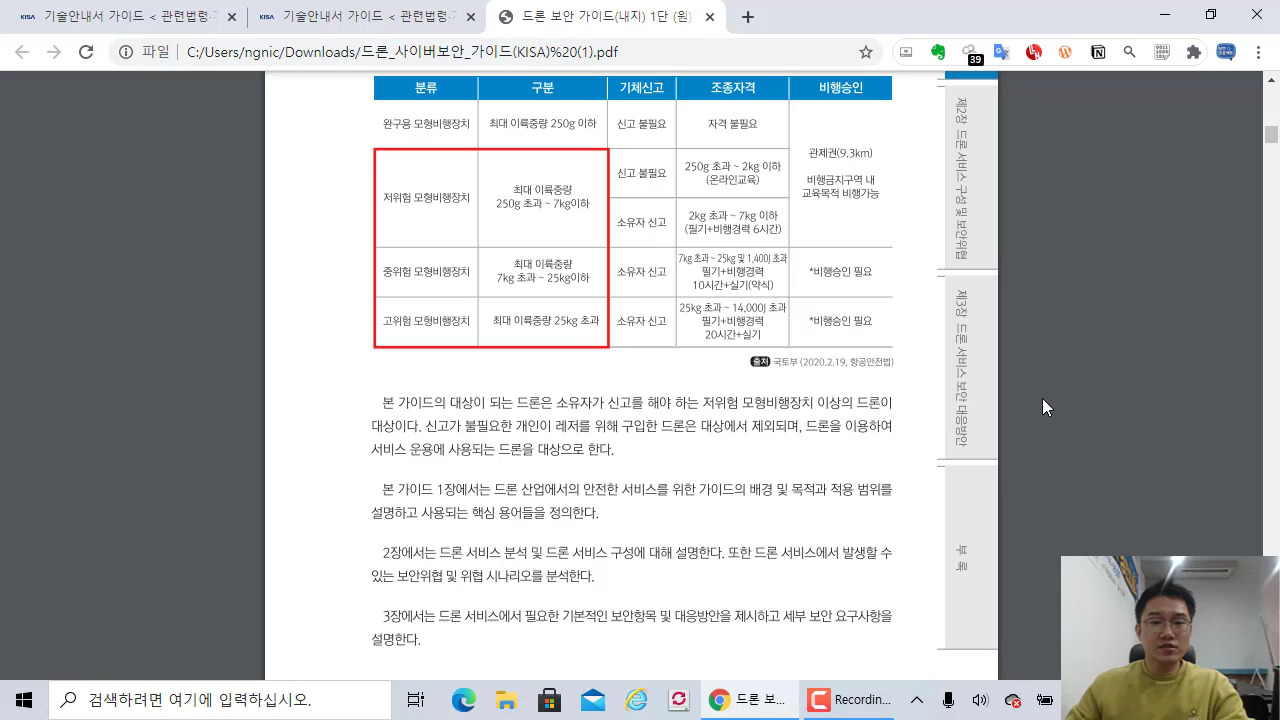 기술안내서 가이드 < 관련법령·
기술안내서 가이드 < 관련법령·
드론 보안 가이드(내지) 1단 (원)
파일 C:/Users/ngnic/Downloads/드론_사이버보안_가이드(KISA)%20(1).pdf
39
분류 구분 기체신고 조종자격 비행승인
완구용 모형비행장치 최대 이륙중량 250g 이하 신고 불필요 자격 불필요
관제권(9.3km)
비행금지구역 내
교육목적 비행가능
저위험 모형비행장치
최대 이륙중량
250g 초과 ~ 7kg이하
신고 불필요
250g 초과 ~ 2kg 이하
(온라인교육)
소유자 신고
2kg 초과 ~ 7kg 이하
(필기+비행경력 6시간)
중위험 모형비행장치
최대 이륙중량
7kg 초과 ~ 25kg이하
소유자 신고
7kg 초과 ~ 25kg 및 1,400J 초과
필기+비행경력
10시간+실기(약식)
*비행승인 필요
고위험 모형비행장치 최대 이륙중량 25kg 초과 소유자 신고
25kg 초과 ~ 14,000J 초과
필기+비행경력
20시간+실기
*비행승인 필요
출처 국토부 (2020.2.19, 항공안전법)
본 가이드의 대상이 되는 드론은 소유자가 신고를 해야 하는 저위험 모형비행장치 이상의 드론이
대상이다. 신고가 불필요한 개인이 레저를 위해 구입한 드론은 대상에서 제외되며, 드론을 이용하여
서비스 운용에 사용되는 드론을 대상으로 한다.
본 가이드 1장에서는 드론 산업에서의 안전한 서비스를 위한 가이드의 배경 및 목적과 적용 범위를
설명하고 사용되는 핵심 용어들을 정의한다.
2장에서는 드론 서비스 분석 및 드론 서비스 구성에 대해 설명한다. 또한 드론 서비스에서 발생할 수
있는 보안위협 및 위협 시나리오를 분석한다.
3장에서는 드론 서비스에서 필요한 기본적인 보안항목 및 대응방안을 제시하고 세부 보안 요구사항을
설명한다.
제2장 드론 서비스 구성 및 보안위협
제3장 드론 서비스 보안 대응방안
부 록
검색하려면 여기에 입력하십시오.
드론 보...
Recordin...